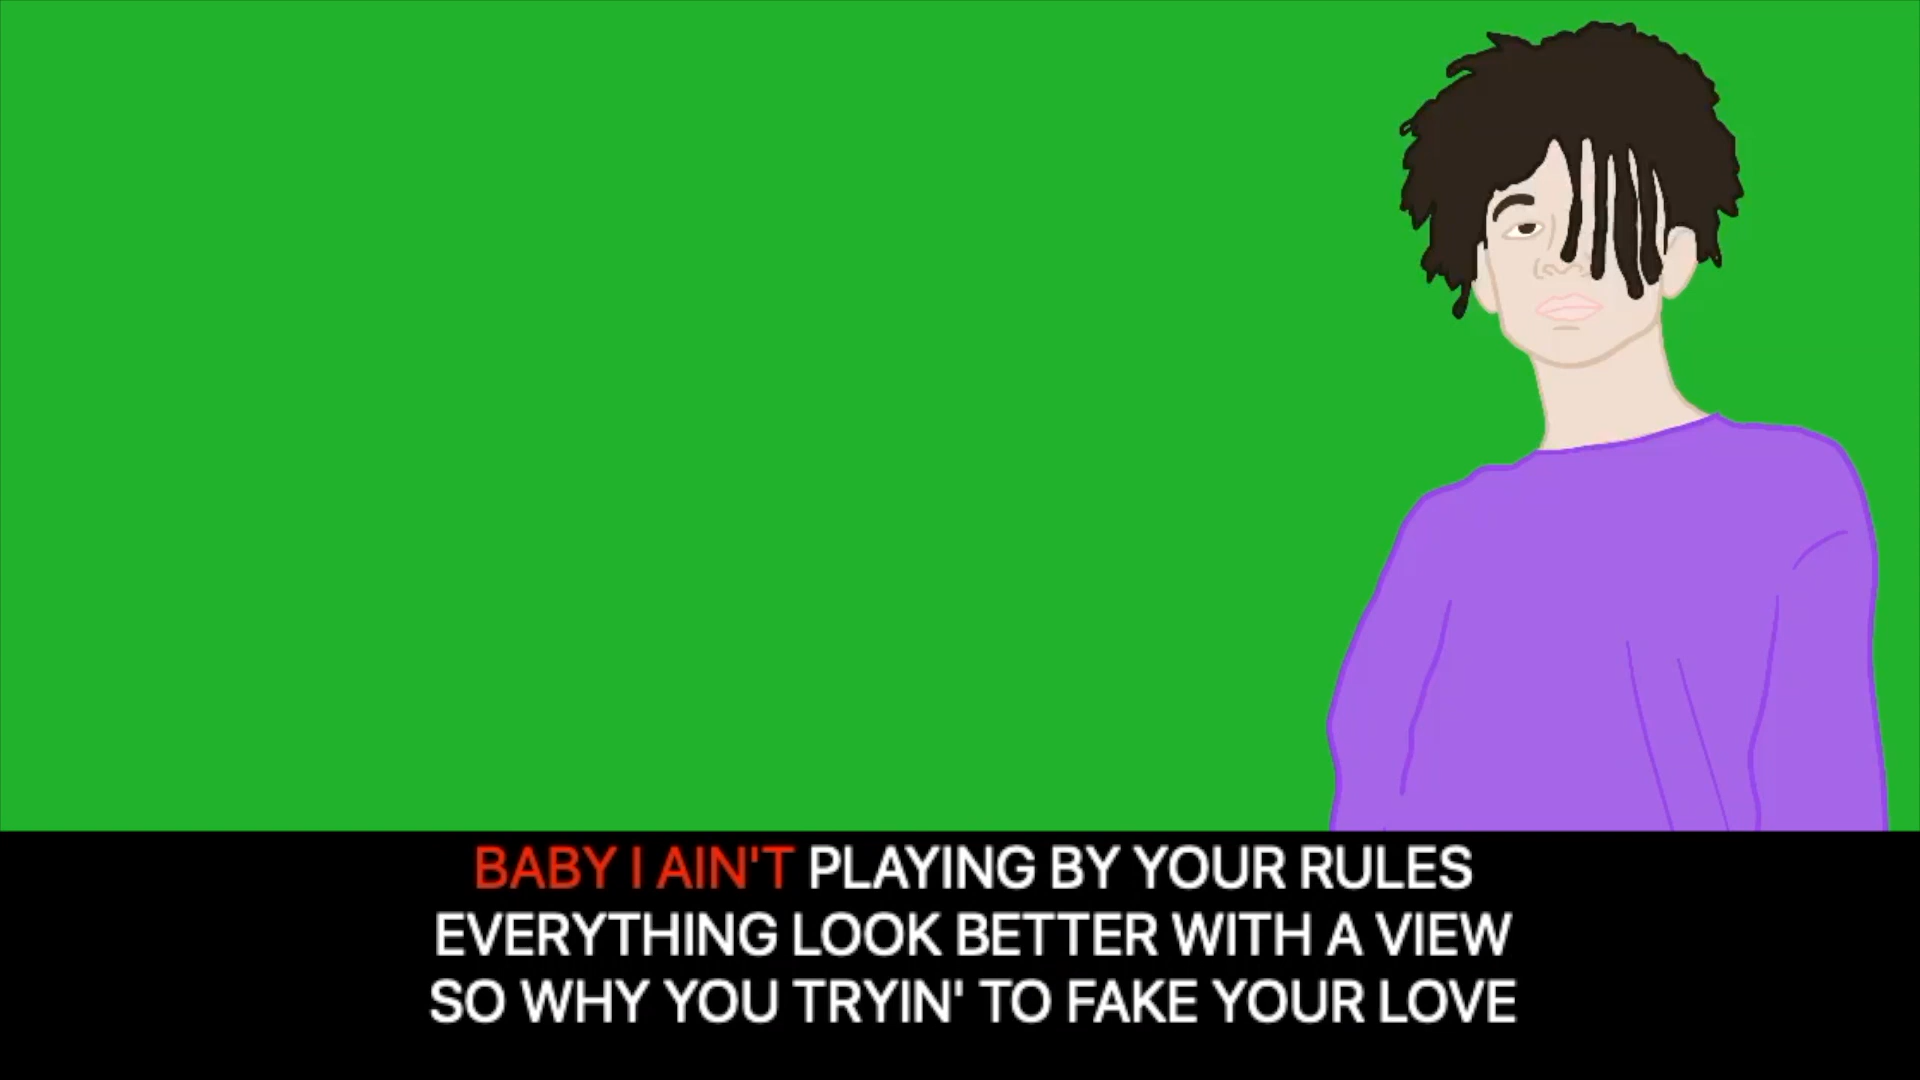 BABY I AIN'T PLAYING BY YOUR RULES
EVERYTHING LOOK BETTER WITH A VIEW
SO WHY YOU TRYIN' TO FAKE YOUR LOVE